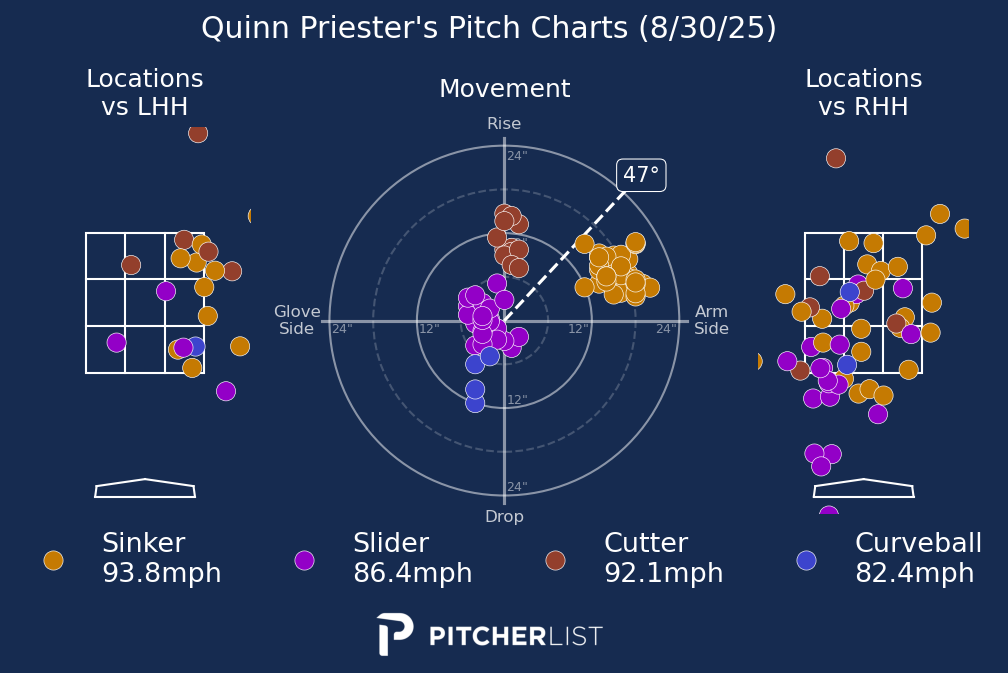 Quinn Priester's Pitch Charts (8/30/25)
Locations
vs LHH
Movement
Locations
vs RHH
Rise
24"
47°
Glove
Side
24"
12"
12"
24"
Arm
Side
12"
24"
Drop
Sinker
93.8mph
Slider
86.4mph
Cutter
92.1mph
Curveball
82.4mph
PITCHERLIST